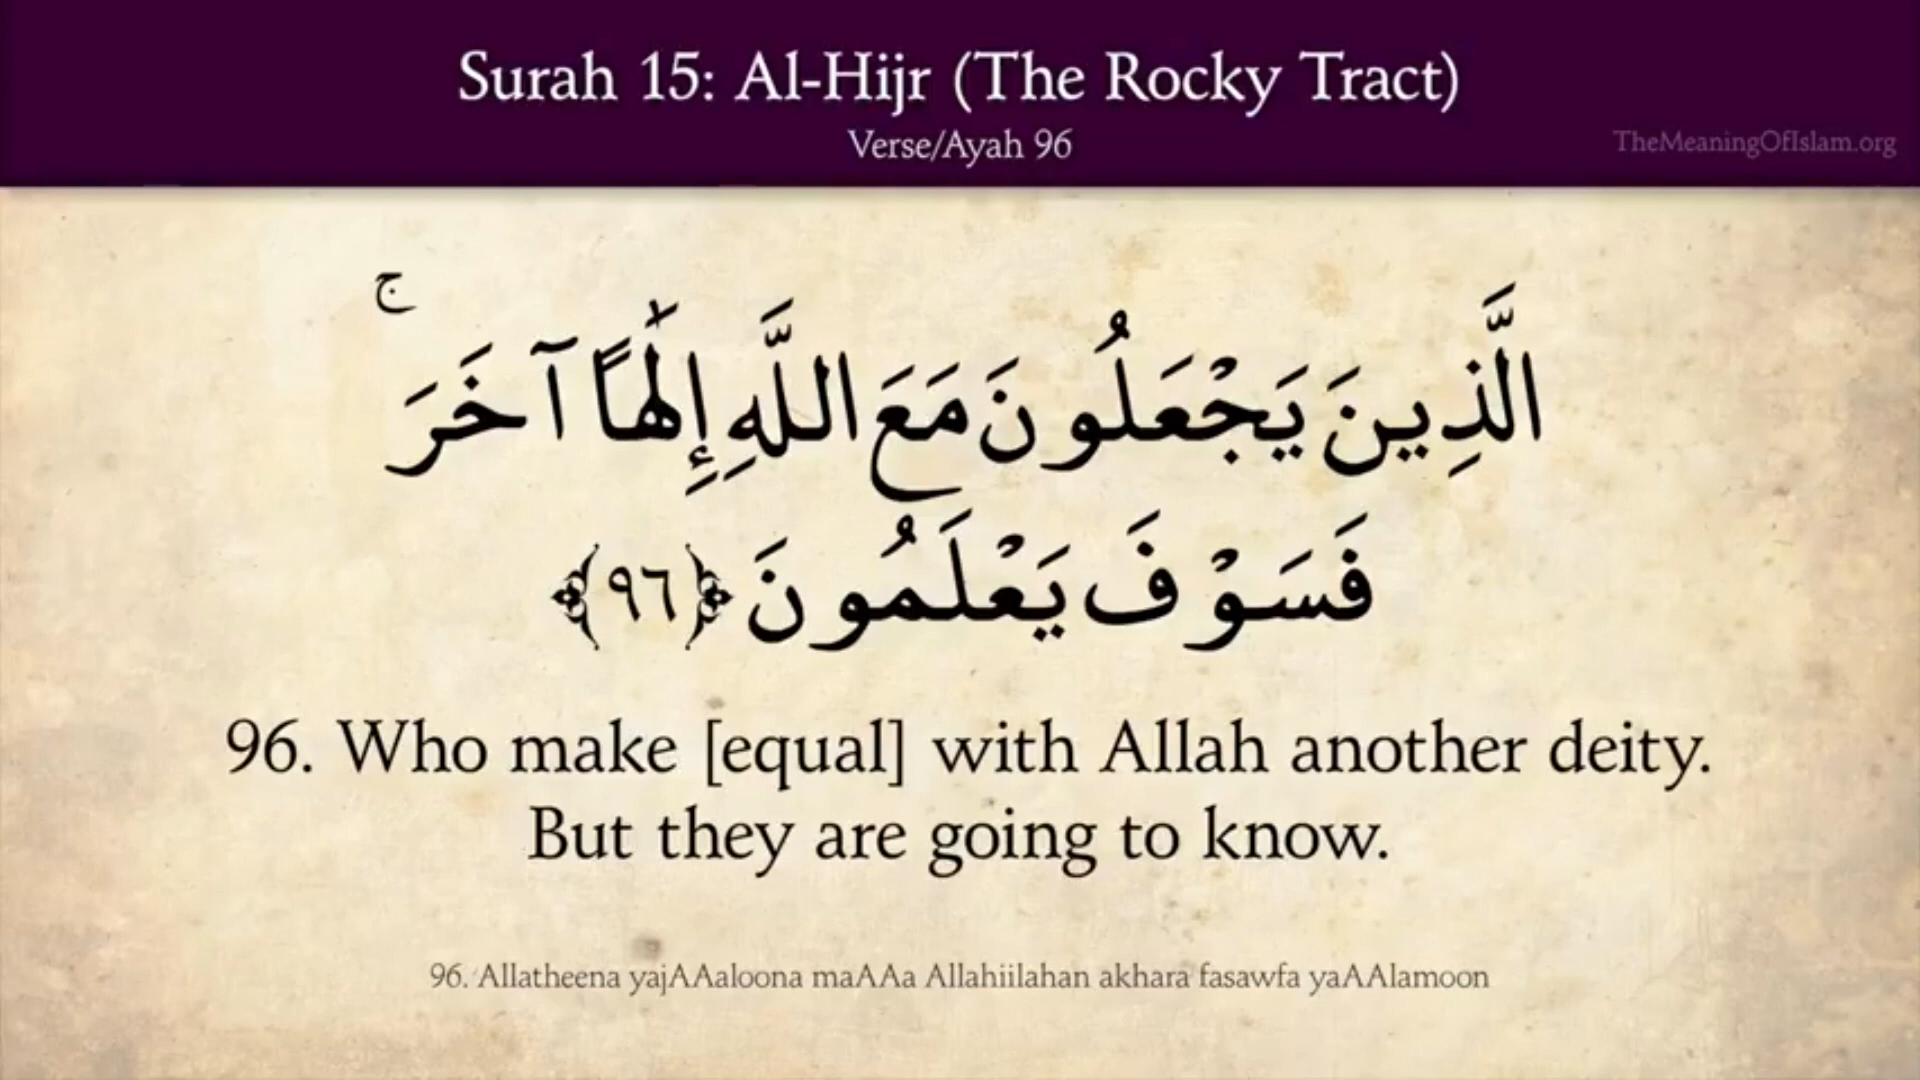 Surah 15: Al-Hijr (The Rocky Tract)
Verse/Ayah 96
TheMeaningOfIslam.org
الَّذِينَ يَجْعَلُونَ مَعَ اللَّهِ إِلَٰهًا آخَرَ ۚ
فَسَوْفَ يَعْلَمُونَ ﴿٩٦﴾
96. Who make [equal] with Allah another deity.
But they are going to know.
96. Allatheena yajAAaloona maAAa Allahiilahan akhara fasawfa yaAAlamoon